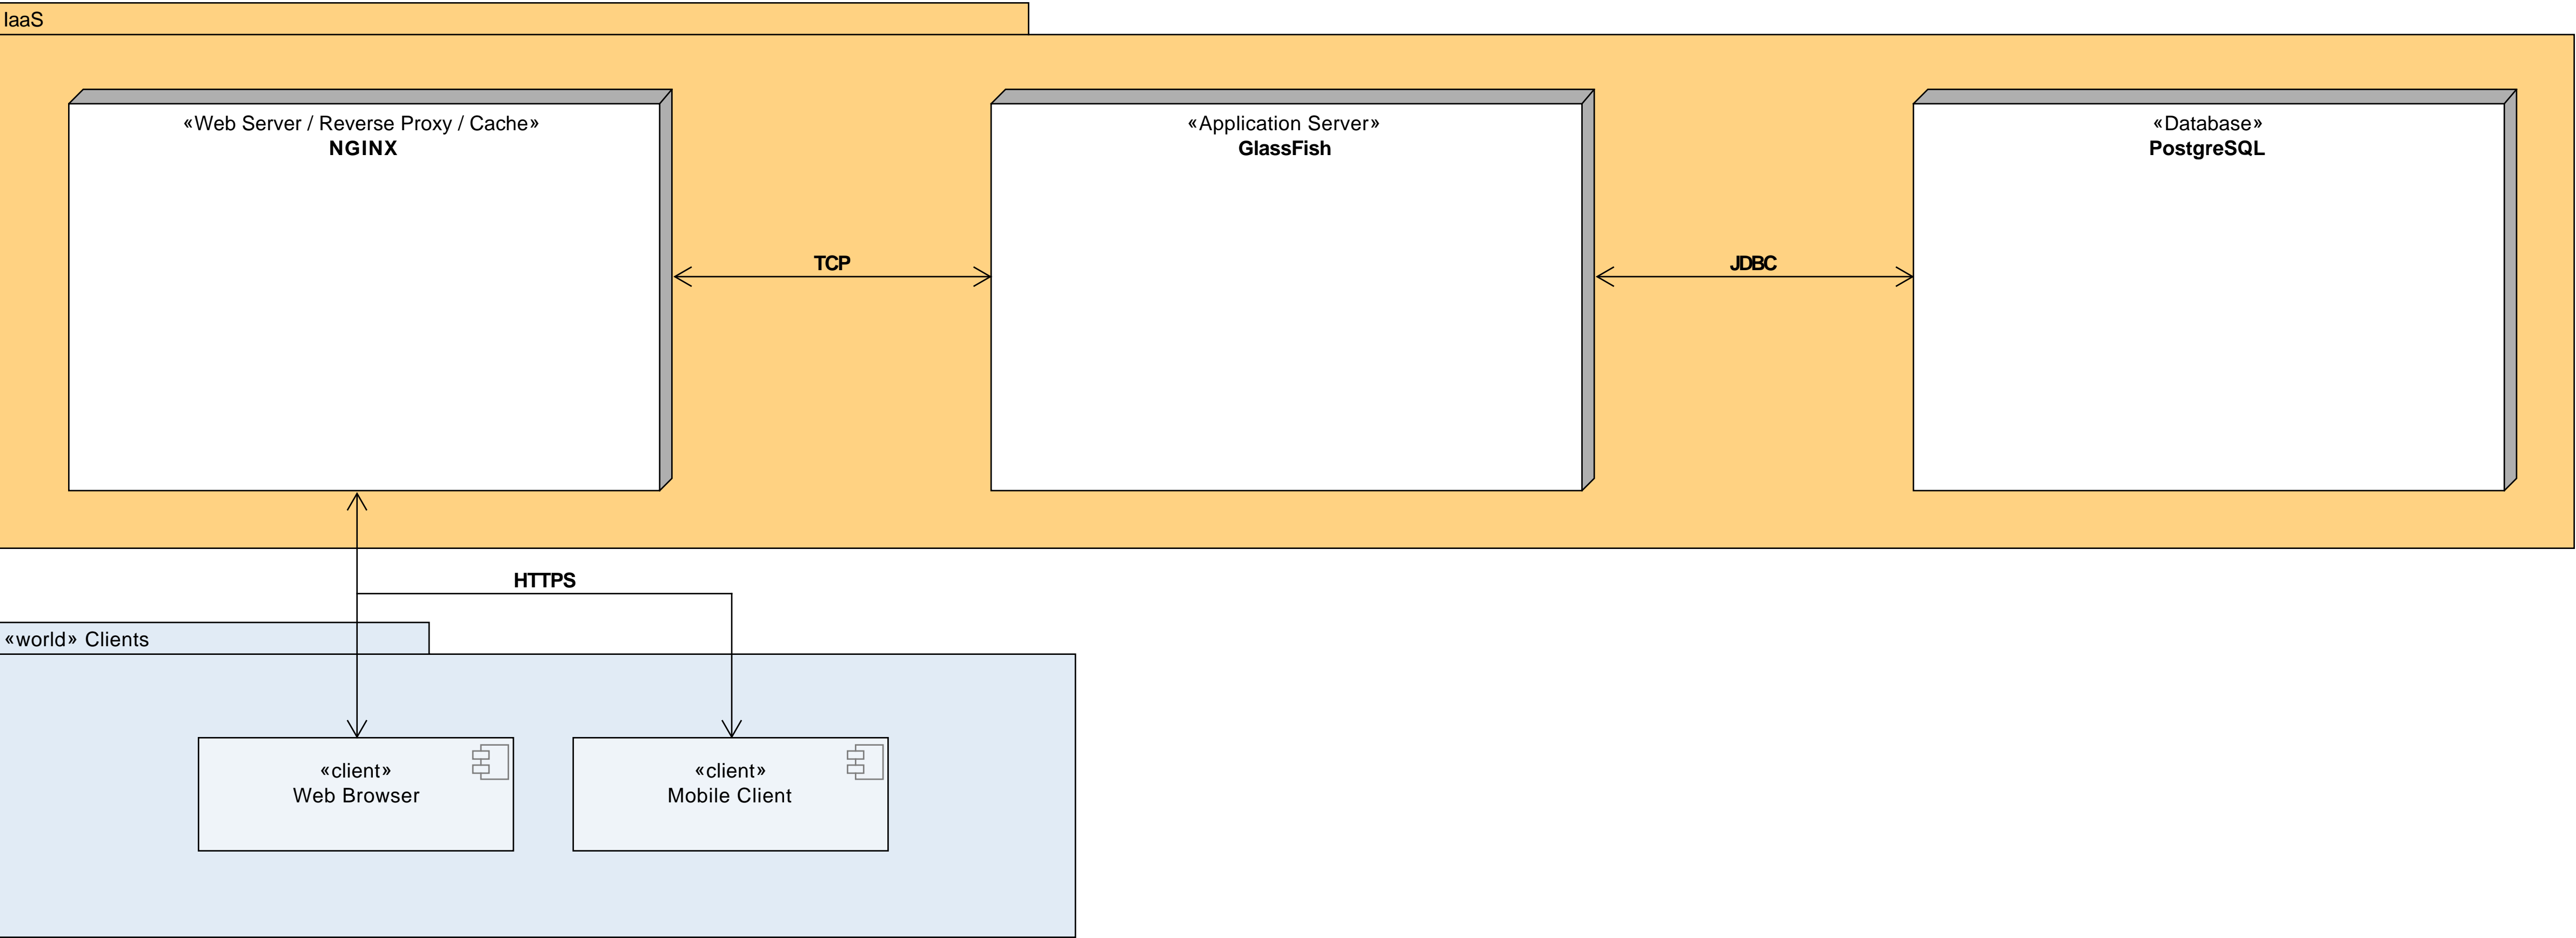 IaaS
«Web Server / Reverse Proxy / Cache»
NGINX
«Application Server»
GlassFish
«Database»
PostgreSQL
TCP
JDBC
HTTPS
«world» Clients
«client»
Web Browser
«client»
Mobile Client